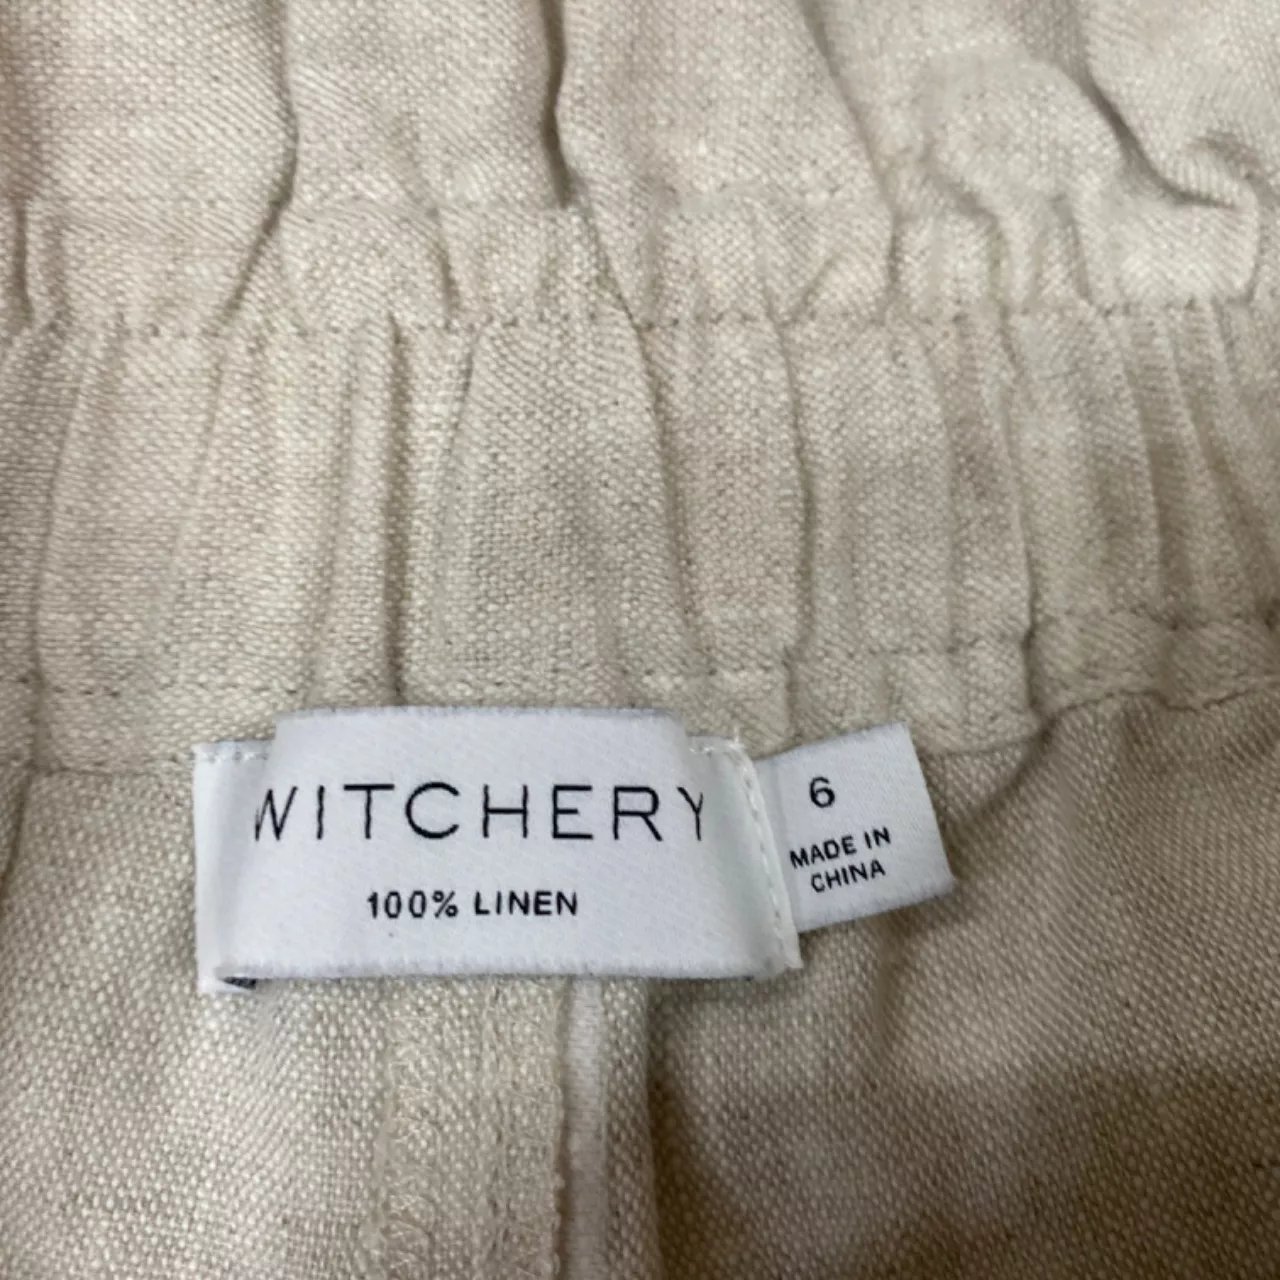 WITCHERY
100% LINEN
6
MADE IN
CHINA